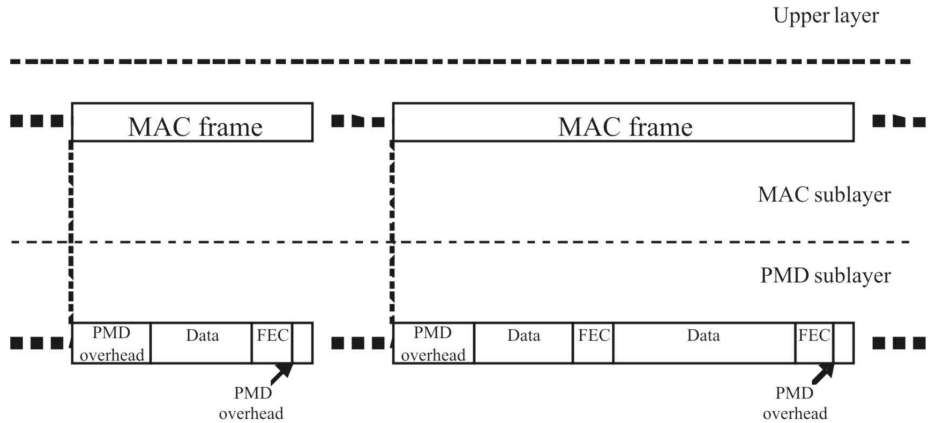 Upper layer
MAC frame
MAC frame
MAC sublayer
PMD sublayer
PMD
overhead
Data
FEC
PMD
overhead
Data
FEC
Data
FEC
PMD
overhead
PMD
overhead